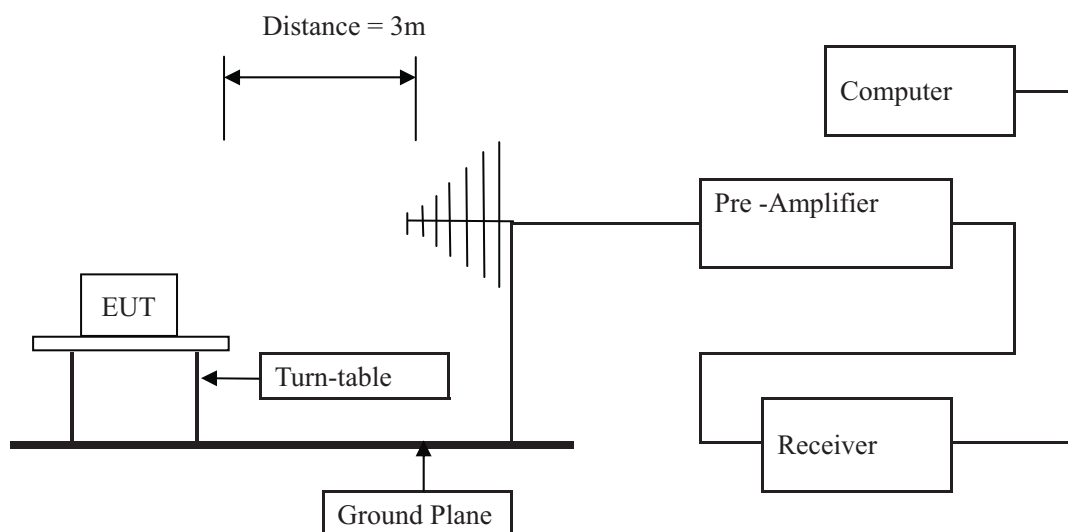 Distance = 3m
Computer
Pre -Amplifier
EUT
Turn-table
Receiver
Ground Plane